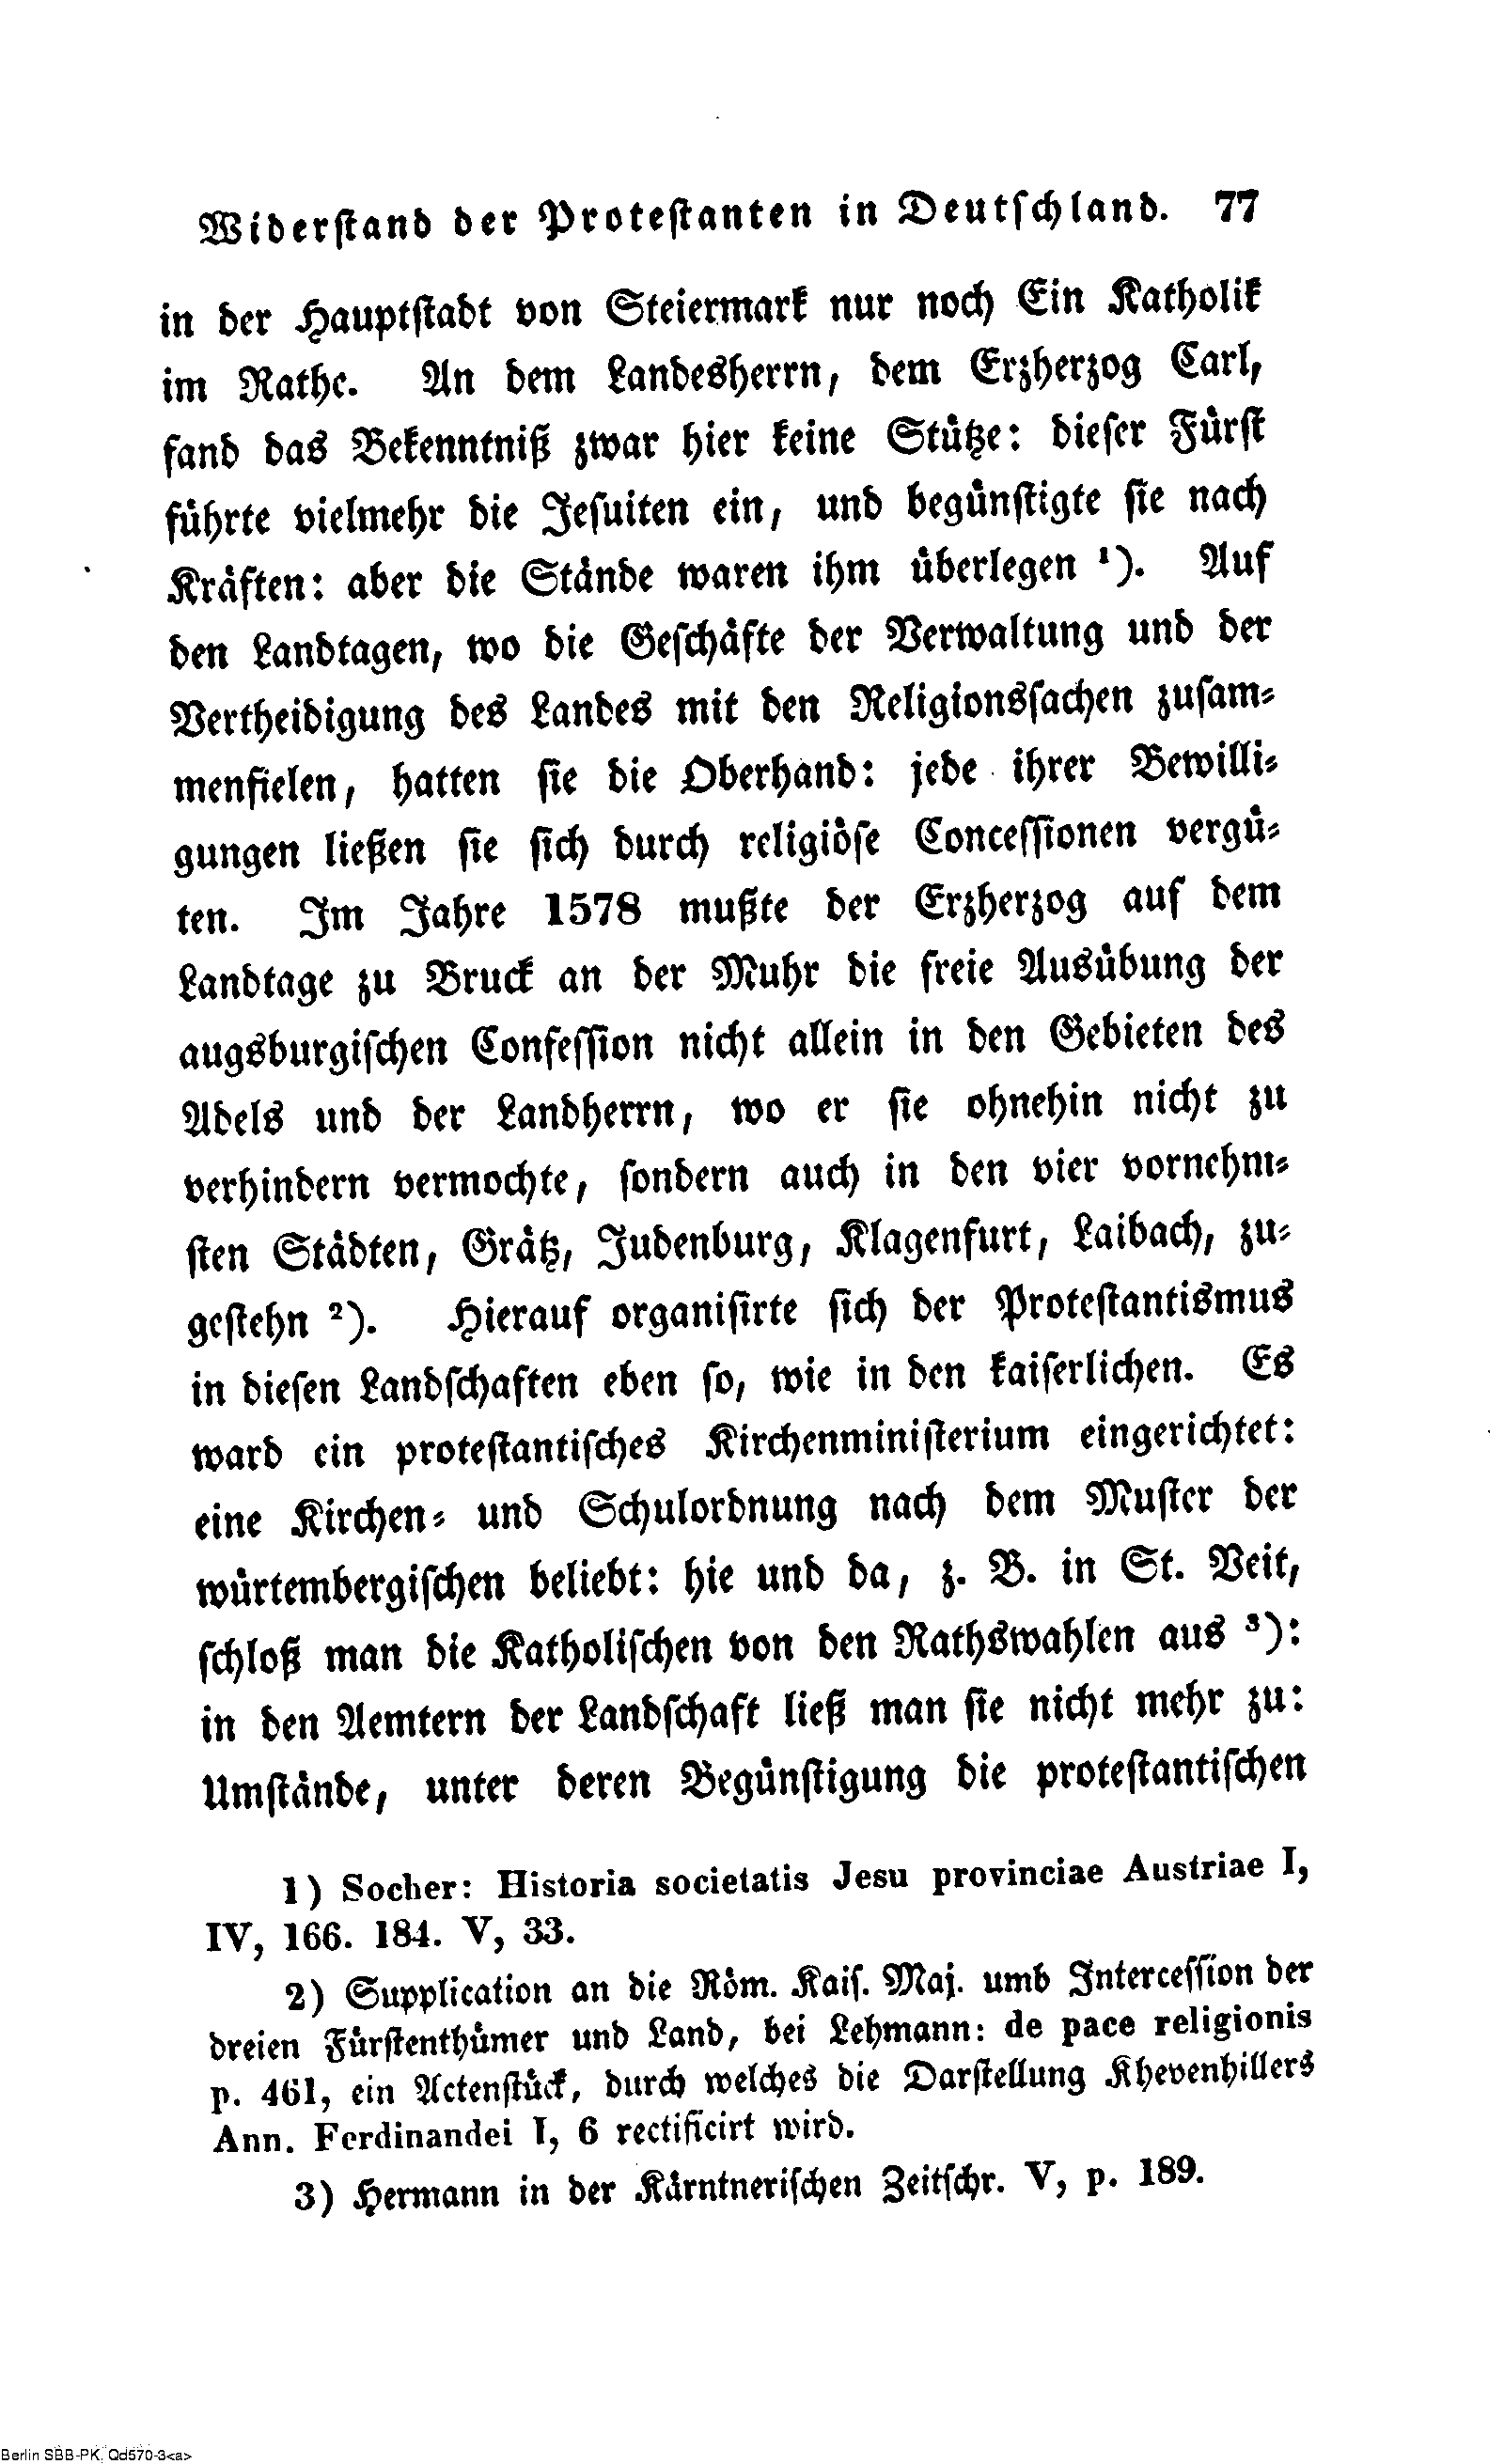 Widerstand der Protestanten in Deutschland. 77
in der Hauptstadt von Steiermark nur noch Ein Katholik
im Rathe. An dem Landesherrn, dem Erzherzog Carl,
fand das Bekenntniß zwar hier keine Stütze: dieser Fürst
führte vielmehr die Jesuiten ein, und begünstigte sie nach
Kräften: aber die Stände waren ihm überlegen ¹). Auf
den Landtagen, wo die Geschäfte der Verwaltung und der
Vertheidigung des Landes mit den Religionssachen zusam-
menfielen, hatten sie die Oberhand: jede ihrer Bewilli-
gungen ließen sie sich durch religiöse Concessionen vergü-
ten. Im Jahre 1578 mußte der Erzherzog auf dem
Landtage zu Bruck an der Muhr die freie Ausübung der
augsburgischen Confession nicht allein in den Gebieten des
Adels und der Landherrn, wo er sie ohnehin nicht zu
verhindern vermochte, sondern auch in den vier vornehm-
sten Städten, Grätz, Judenburg, Klagenfurt, Laibach, zu-
gestehn ²). Hierauf organisirte sich der Protestantismus
in diesen Landschaften eben so, wie in den kaiserlichen. Es
ward ein protestantisches Kirchenministerium eingerichtet:
eine Kirchen- und Schulordnung nach dem Muster der
würtembergischen beliebt: hie und da, z. B. in St. Veit,
schloß man die Katholischen von den Rathswahlen aus ³):
in den Aemtern der Landschaft ließ man sie nicht mehr zu:
Umstände, unter deren Begünstigung die protestantischen
1) Socher: Historia societatis Jesu provinciae Austriae I,
IV, 166. 184. V, 33.
2) Supplication an die Röm. Kais. Maj. umb Intercession der
dreien Fürstenthümer und Land, bei Lehmann: de pace religionis
p. 461, ein Actenstück, durch welches die Darstellung Khevenhillers
Ann. Ferdinandei I, 6 rectificirt wird.
3) Hermann in der Kärntnerischen Zeitschr. V, p. 189.
Berlin SBB-PK, Qd570-3<a>